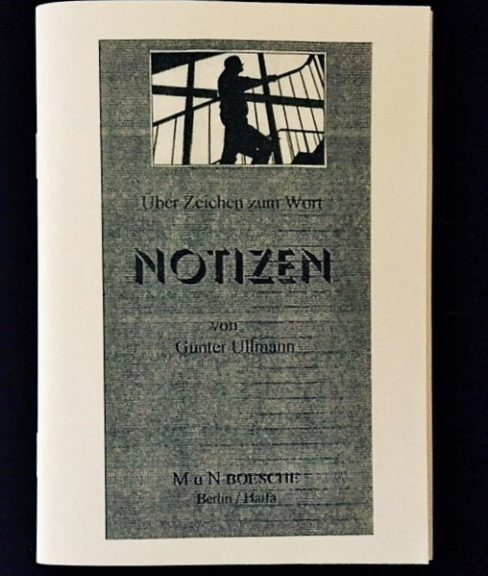 Über Zeichen zum Wort
NOTIZEN
von
Günter Ullmann
M u N BOESCHE
Berlin / Haifa